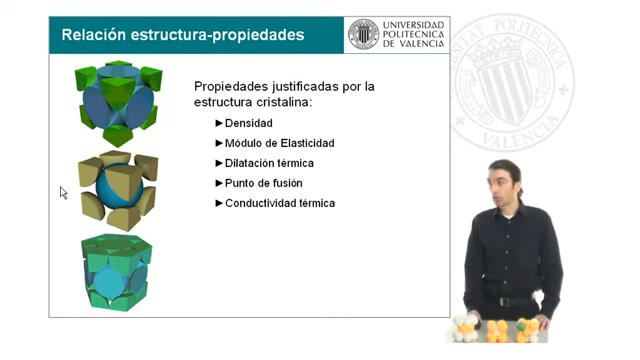 Relación estructura-propiedades
UNIVERSIDAD
POLITECNICA
DE VALENCIA
Propiedades justificadas por la
estructura cristalina:
►Densidad
►Módulo de Elasticidad
►Dilatación térmica
►Punto de fusión
►Conductividad térmica